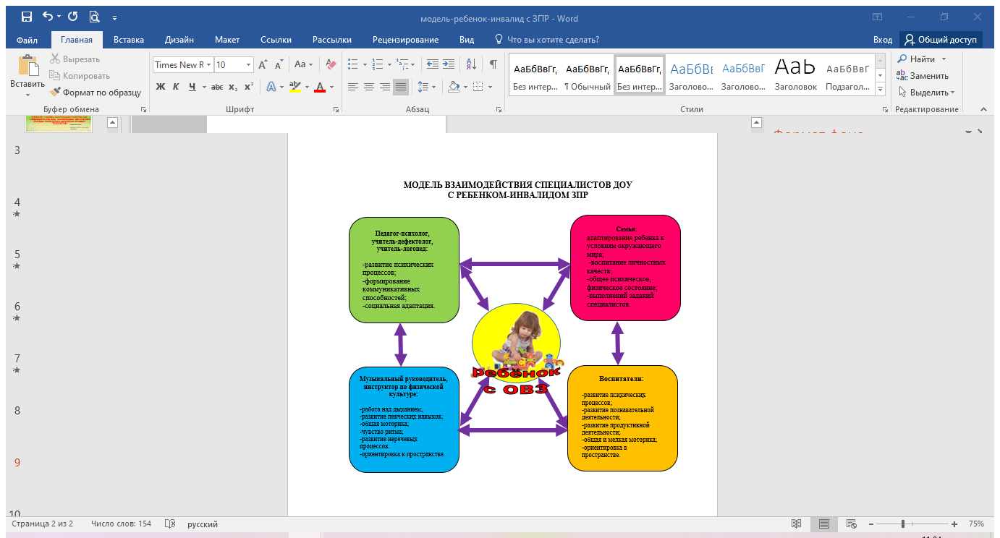 модель-ребенок-инвалид с ЗПР - Word
Файл
Главная
Вставка
Дизайн
Макет
Ссылки
Рассылки
Рецензирование
Вид
Что вы хотите сделать?
Вход
Общий доступ
Вставить
Вырезать
Копировать
Формат по образцу
Буфер обмена
Times New R
10
Aa
Ж К Ч abc x₂ x²
Шрифт
Абзац
АаБбВвГг,
Без интер...
АаБбВвГг,
¶ Обычный
АаБбВвГг,
Без интер...
АаБбВг
Заголово...
АаБбВвГ
Заголово...
АаЬ
Заголовок
АаБбВвГ
Подзагол...
Стили
Найти
Заменить
Выделить
Редактирование
3
4
5
6
7
8
9
10
МОДЕЛЬ ВЗАИМОДЕЙСТВИЯ СПЕЦИАЛИСТОВ ДОУ
С РЕБЕНКОМ-ИНВАЛИДОМ ЗПР
Педагог-психолог,
учитель-дефектолог,
учитель-логопед:
-развитие психических
процессов;
-формирование
коммуникативных
способностей;
-социальная адаптация.
Семья:
адаптирование ребенка к
условиям окружающего
мира;
-воспитание личностных
качеств;
-общее психическое,
физическое состояние;
-выполнений заданий
специалистов.
ребёнок
с ОВЗ
Музыкальный руководитель,
инструктор по физической
культуре:
-работа над дыханием;
-развитие певческих навыков;
-общая моторика;
-чувство ритма;
-развитие неречевых
процессов.
-ориентировка в пространстве.
Воспитатели:
-развитие психических
процессов;
-развитие познавательной
деятельности;
-развитие продуктивной
деятельности;
-общая и мелкая моторика;
-ориентировка в
пространстве.
Страница 2 из 2
Число слов: 154
русский
75%